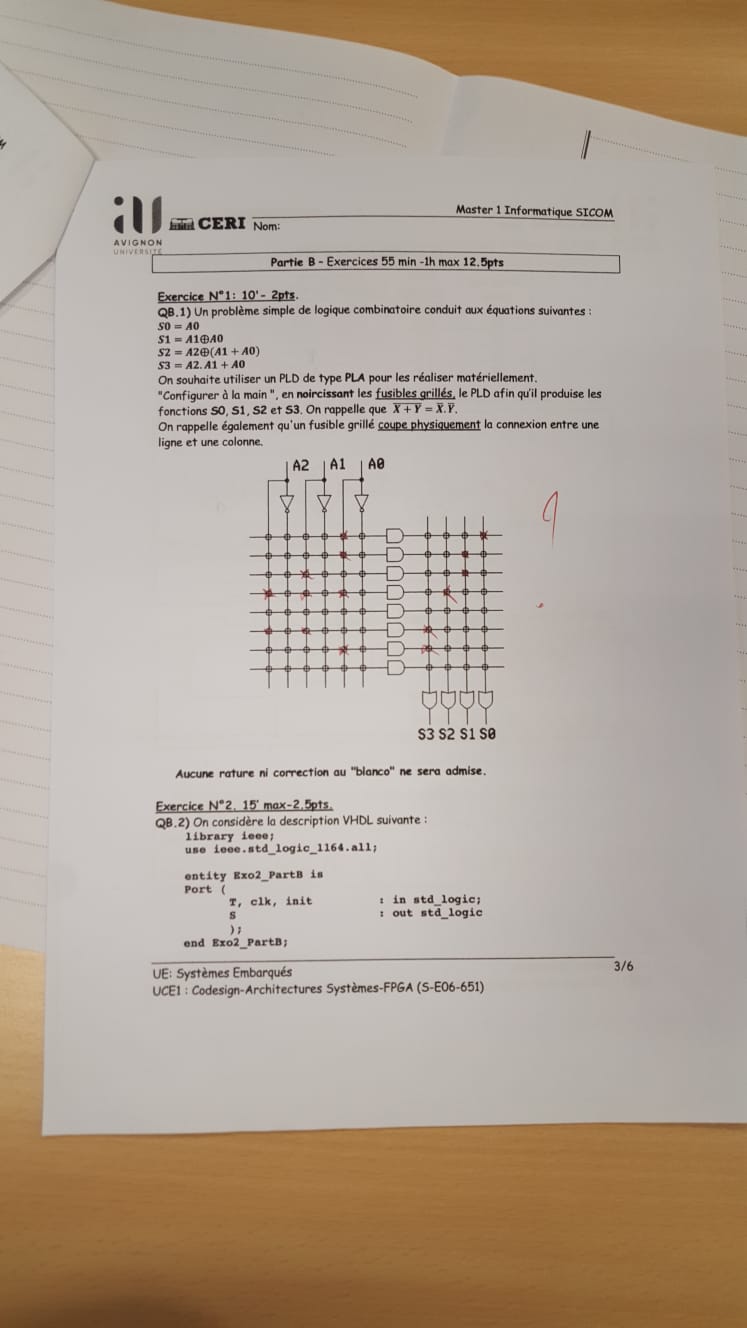 Master 1 Informatique SICOM
CERI Nom:
AVIGNON
UNIVERSITÉ
Partie B - Exercices 55 min -1h max 12.5pts
Exercice N°1: 10'- 2pts.
QB.1) Un problème simple de logique combinatoire conduit aux équations suivantes :
S0 = A0
S1 = A1⊕A0
S2 = A2⊕(A1 + A0)
S3 = A2.A1 + A0
On souhaite utiliser un PLD de type PLA pour les réaliser matériellement.
"Configurer à la main ", en noircissant les fusibles grillés, le PLD afin qu'il produise les
fonctions S0, S1, S2 et S3. On rappelle que X̅ + Y̅ = X̅.Y̅.
On rappelle également qu'un fusible grillé coupe physiquement la connexion entre une
ligne et une colonne.
A2 A1 A0
S3 S2 S1 S0
Aucune rature ni correction au "blanco" ne sera admise.
Exercice N°2. 15' max-2.5pts.
QB.2) On considère la description VHDL suivante :
library ieee;
use ieee.std_logic_1164.all;
entity Exo2_PartB is
Port (
T, clk, init : in std_logic;
S : out std_logic
);
end Exo2_PartB;
3/6
UE: Systèmes Embarqués
UCE1 : Codesign-Architectures Systèmes-FPGA (S-E06-651)